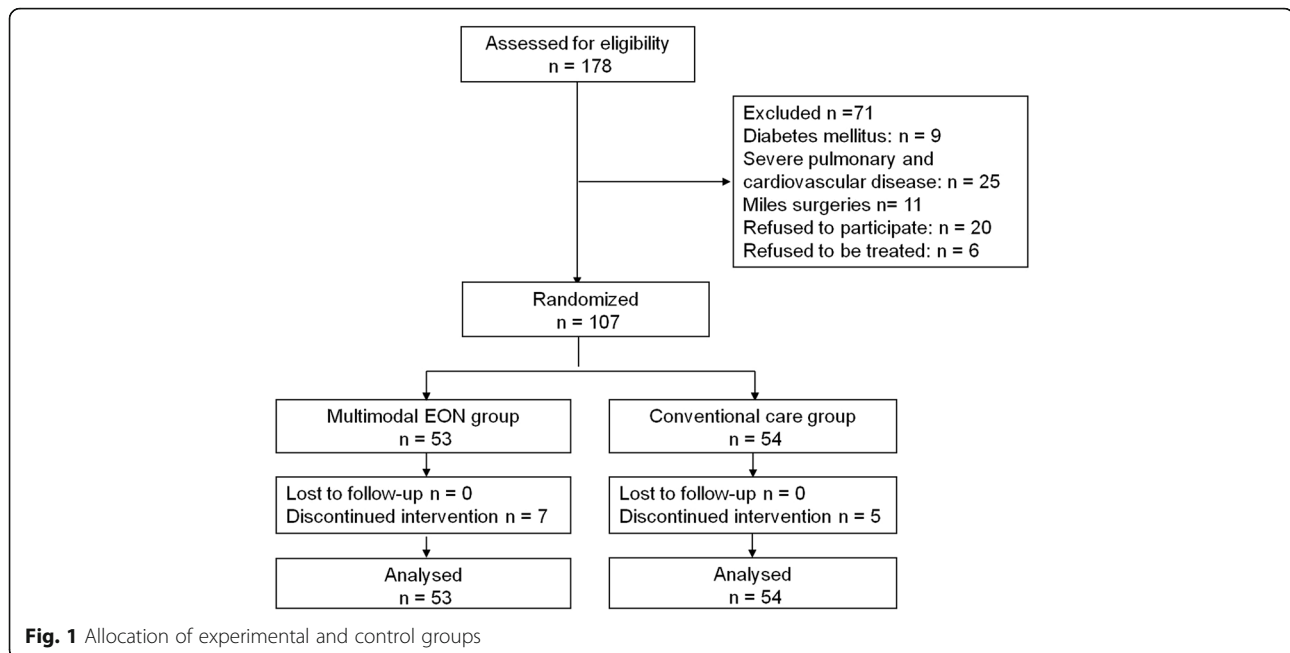 Assessed for eligibility
n = 178
Excluded n =71
Diabetes mellitus: n = 9
Severe pulmonary and
cardiovascular disease: n = 25
Miles surgeries n= 11
Refused to participate: n = 20
Refused to be treated: n = 6
Randomized
n = 107
Multimodal EON group
n = 53
Conventional care group
n = 54
Lost to follow-up n = 0
Discontinued intervention n = 7
Lost to follow-up n = 0
Discontinued intervention n = 5
Analysed
n = 53
Analysed
n = 54
Fig. 1 Allocation of experimental and control groups